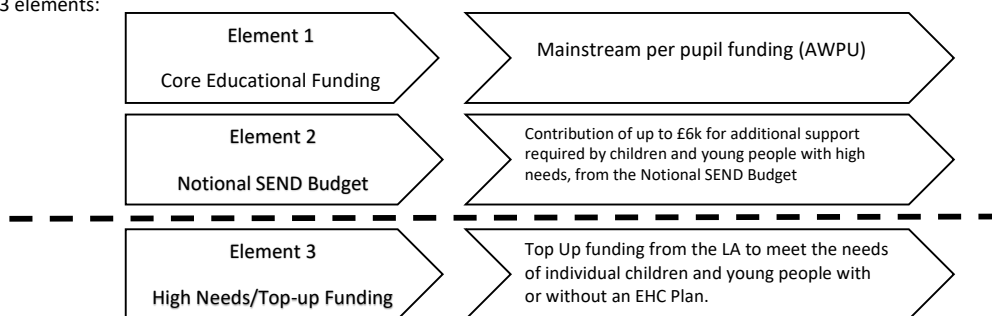 3 elements:
Element 1
Core Educational Funding
Mainstream per pupil funding (AWPU)
Element 2
Notional SEND Budget
Contribution of up to £6k for additional support
required by children and young people with high
needs, from the Notional SEND Budget
Element 3
High Needs/Top-up Funding
Top Up funding from the LA to meet the needs
of individual children and young people with
or without an EHC Plan.